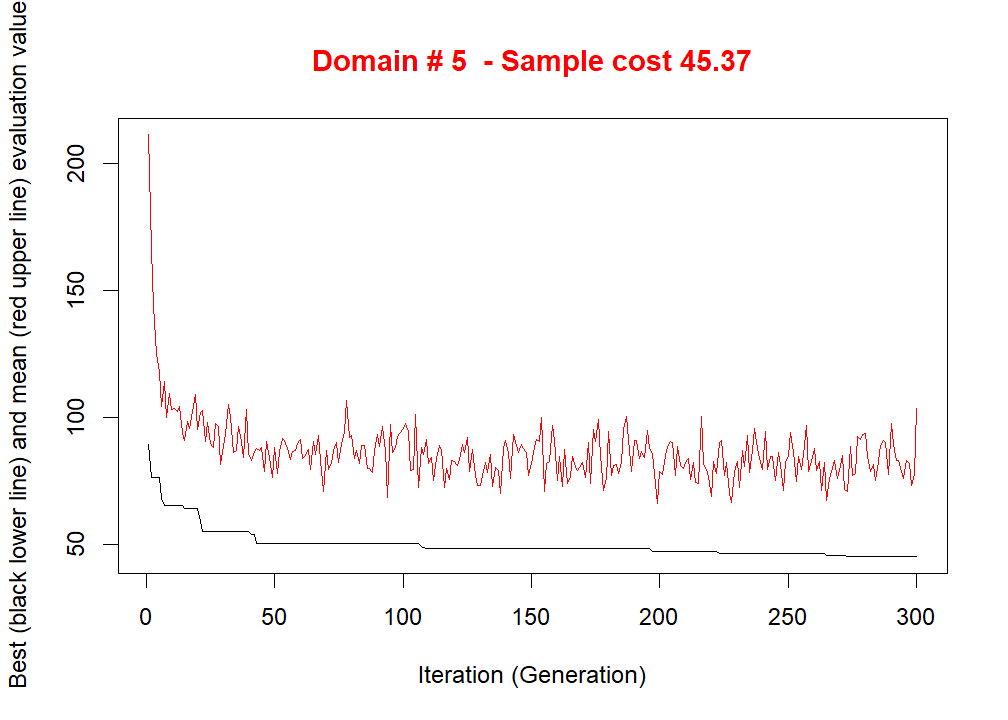 Domain # 5  - Sample cost 45.37
Best (black lower line) and mean (red upper line) evaluation value
200
150
100
50
0 50 100 150 200 250 300
Iteration (Generation)